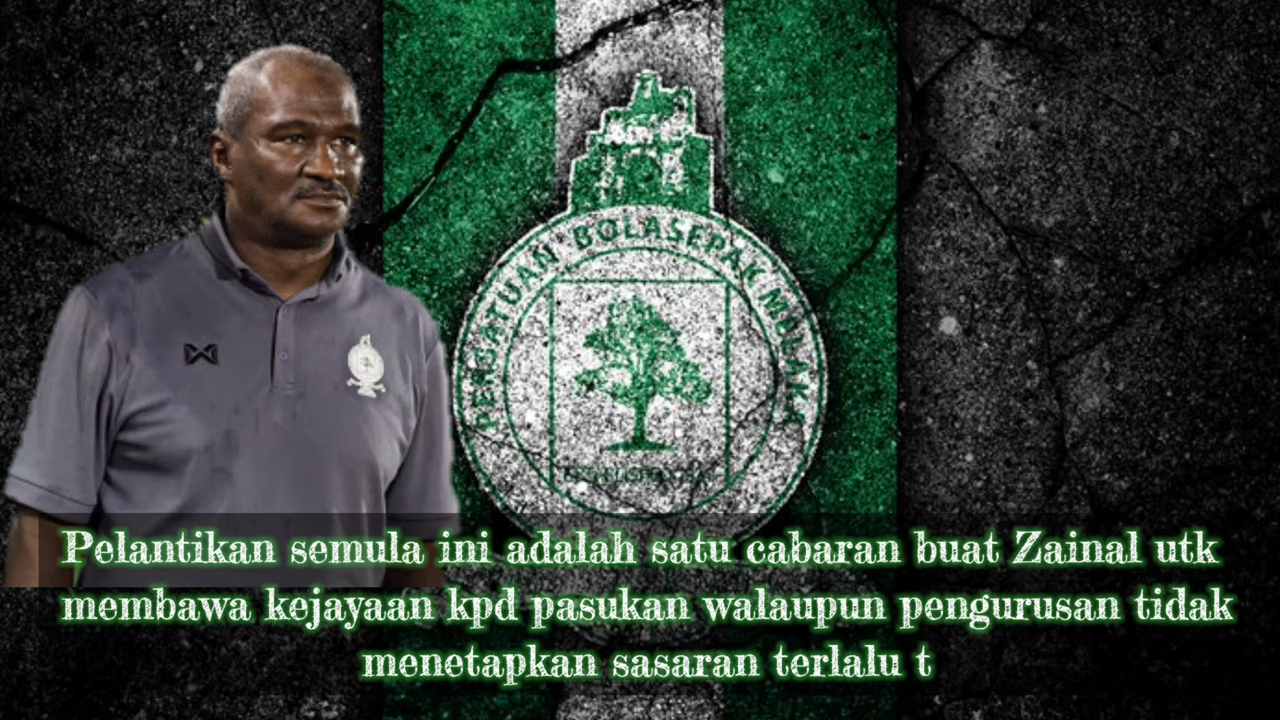 PERSATUAN BOLASEPAK MELAKA
Pelantikan semula ini adalah satu cabaran buat Zainal utk
membawa kejayaan kpd pasukan walaupun pengurusan tidak
menetapkan sasaran terlalu t